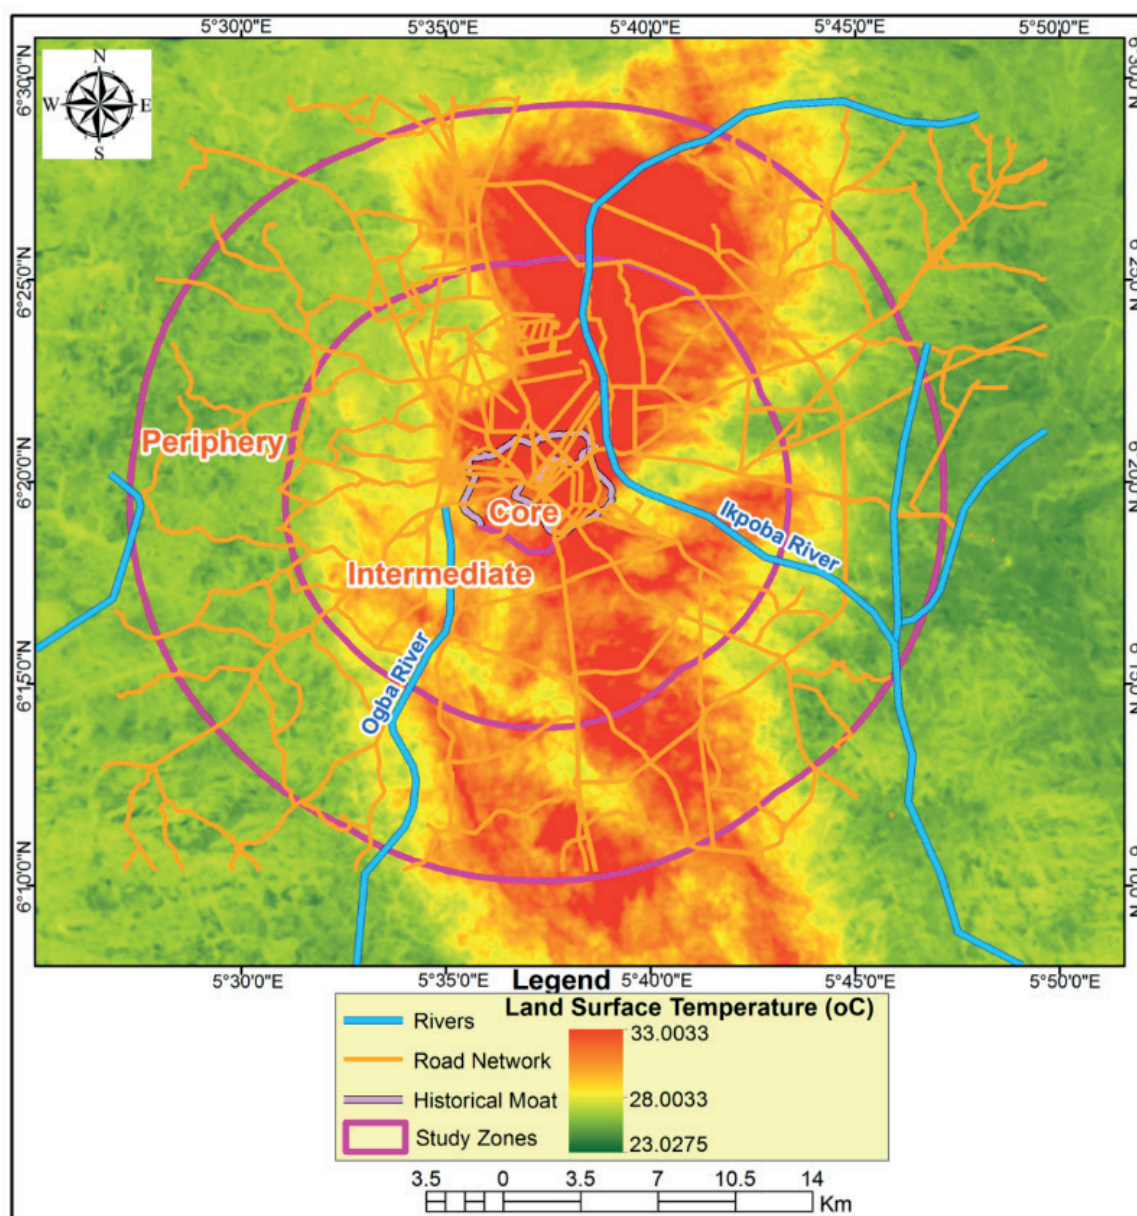 5°30'0"E 5°35'0"E 5°40'0"E 5°45'0"E 5°50'0"E
N
W E
S
6°30'0"N
6°25'0"N
6°20'0"N
6°15'0"N
6°10'0"N
Periphery
Core
Intermediate
Ikpoba River
Ogba River
5°30'0"E 5°35'0"E 5°40'0"E 5°45'0"E 5°50'0"E
Legend
Land Surface Temperature (oC)
Rivers
Road Network
Historical Moat
Study Zones
33.0033
28.0033
23.0275
3.5 0 3.5 7 10.5 14
Km